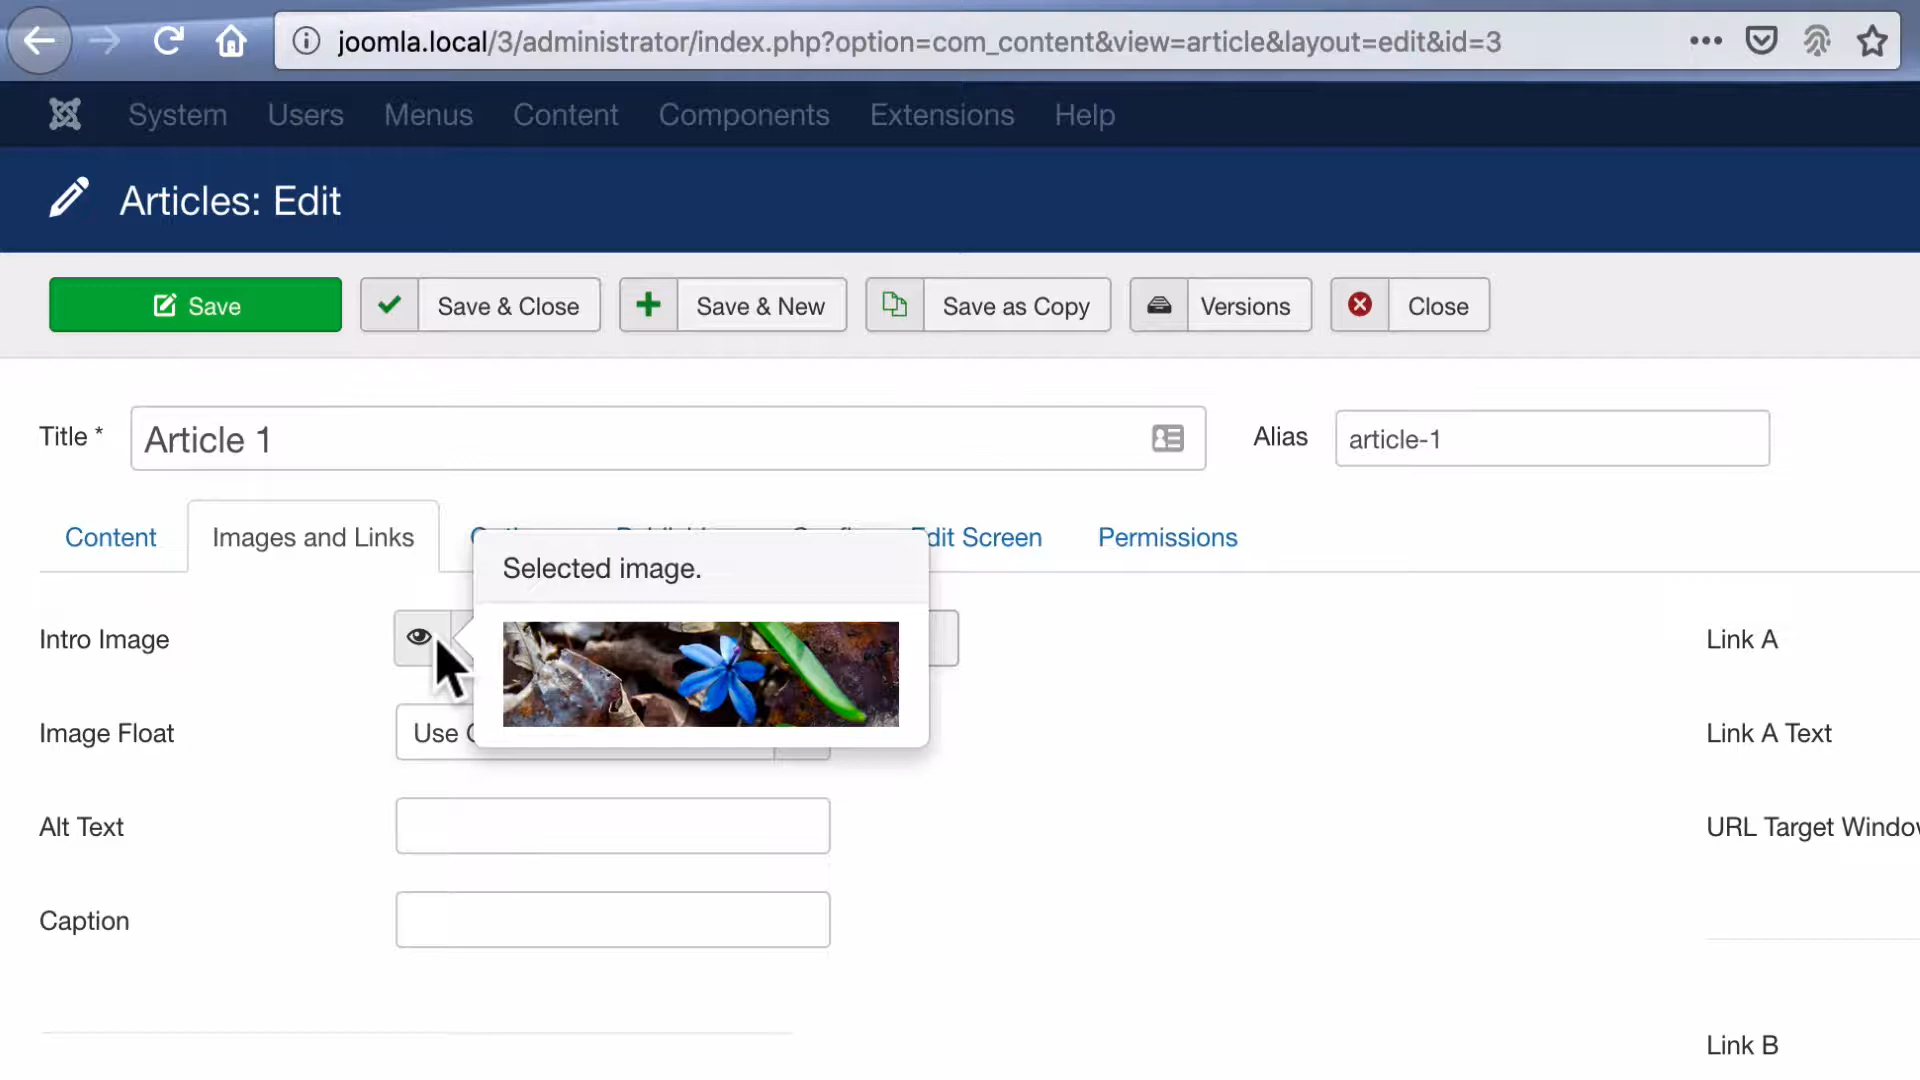 joomla.local/3/administrator/index.php?option=com_content&view=article&layout=edit&id=3
System Users Menus Content Components Extensions Help
Articles: Edit
Save Save & Close Save & New Save as Copy Versions Close
Title * Article 1 Alias article-1
Content Images and Links Edit Screen Permissions
Selected image.
Intro Image Link A
Image Float Use Link A Text
Alt Text URL Target Window
Caption
Link B